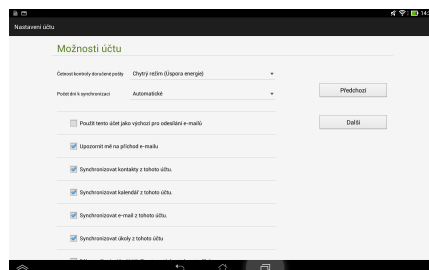 14:
Nastavení účtu
Možnosti účtu
Četnost kontroly doručené pošty Chytrý režim (Úspora energie)
Počet dní k synchronizaci Automatické
Předchozí
Použít tento účet jako výchozí pro odesílání e-mailů
Další
Upozornit mě na příchod e-mailu
Synchronizovat kontakty z tohoto účtu.
Synchronizovat kalendář z tohoto účtu.
Synchronizovat e-mail z tohoto účtu.
Synchronizovat úkoly z tohoto účtu